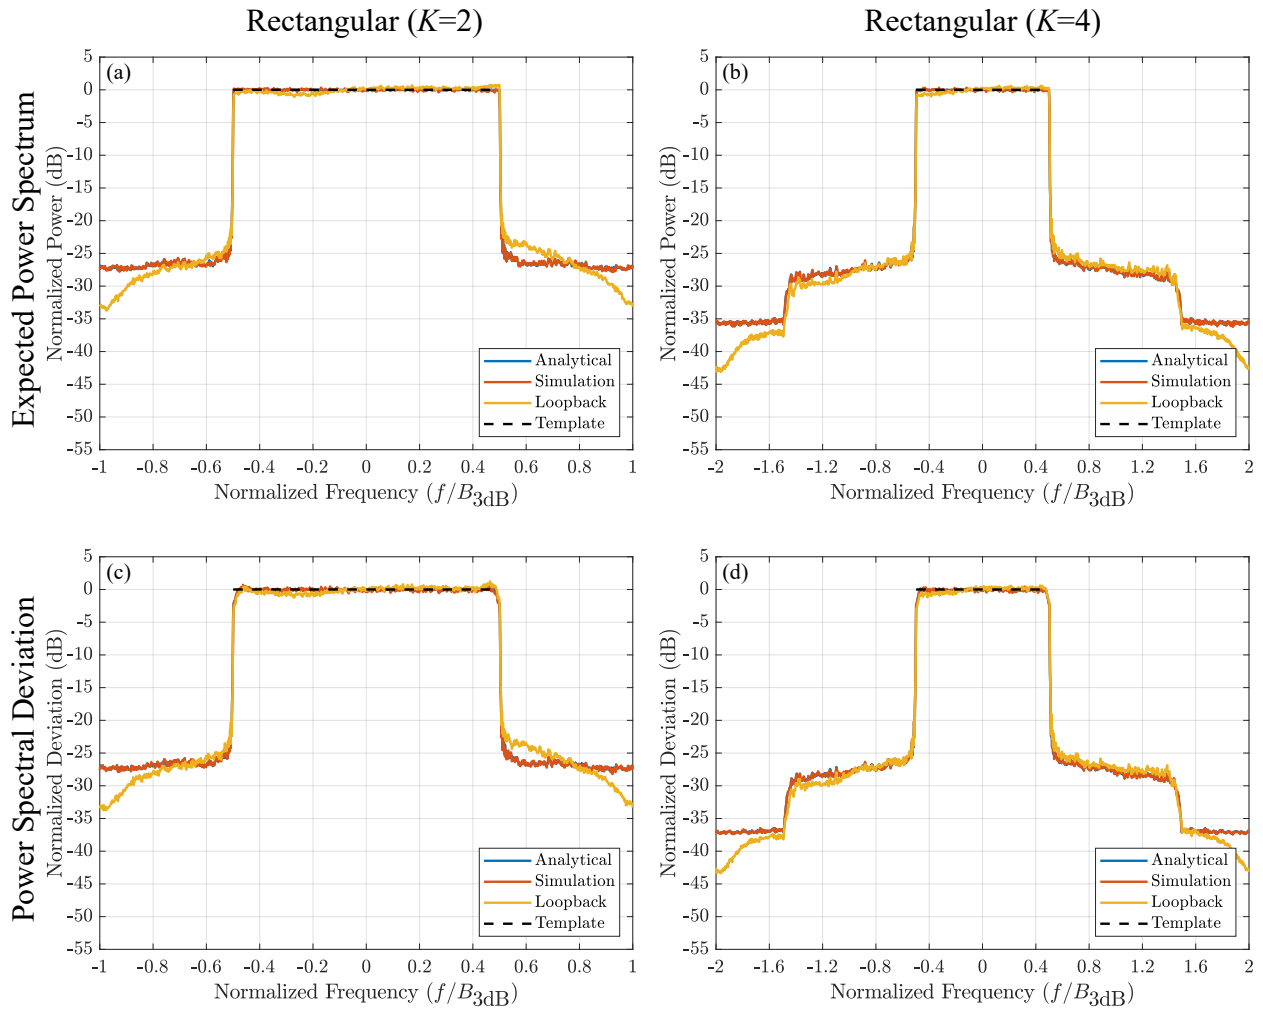 Rectangular (K=2)
Rectangular (K=4)
Expected Power Spectrum
(a)
Normalized Power (dB)
5
0
-5
-10
-15
-20
-25
-30
-35
-40
-45
-50
-55
Analytical
Simulation
Loopback
Template
-1 -0.8 -0.6 -0.4 -0.2 0 0.2 0.4 0.6 0.8 1
Normalized Frequency (f/B3dB)
(b)
Normalized Power (dB)
5
0
-5
-10
-15
-20
-25
-30
-35
-40
-45
-50
-55
Analytical
Simulation
Loopback
Template
-2 -1.6 -1.2 -0.8 -0.4 0 0.4 0.8 1.2 1.6 2
Normalized Frequency (f/B3dB)
Power Spectral Deviation
(c)
Normalized Deviation (dB)
5
0
-5
-10
-15
-20
-25
-30
-35
-40
-45
-50
-55
Analytical
Simulation
Loopback
Template
-1 -0.8 -0.6 -0.4 -0.2 0 0.2 0.4 0.6 0.8 1
Normalized Frequency (f/B3dB)
(d)
Normalized Deviation (dB)
5
0
-5
-10
-15
-20
-25
-30
-35
-40
-45
-50
-55
Analytical
Simulation
Loopback
Template
-2 -1.6 -1.2 -0.8 -0.4 0 0.4 0.8 1.2 1.6 2
Normalized Frequency (f/B3dB)